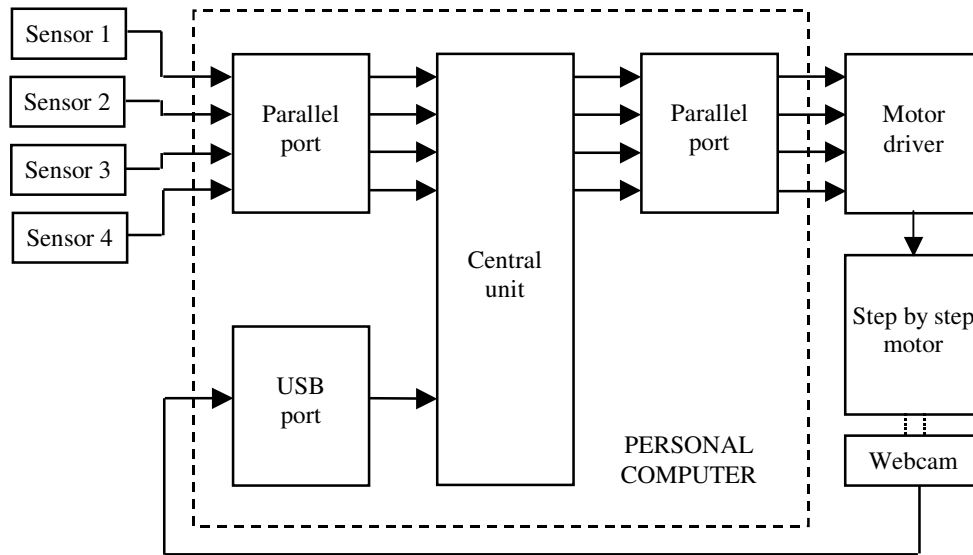 Sensor 1
Sensor 2
Sensor 3
Sensor 4
Parallel
port
USB
port
Central
unit
Parallel
port
PERSONAL
COMPUTER
Motor
driver
Step by step
motor
Webcam